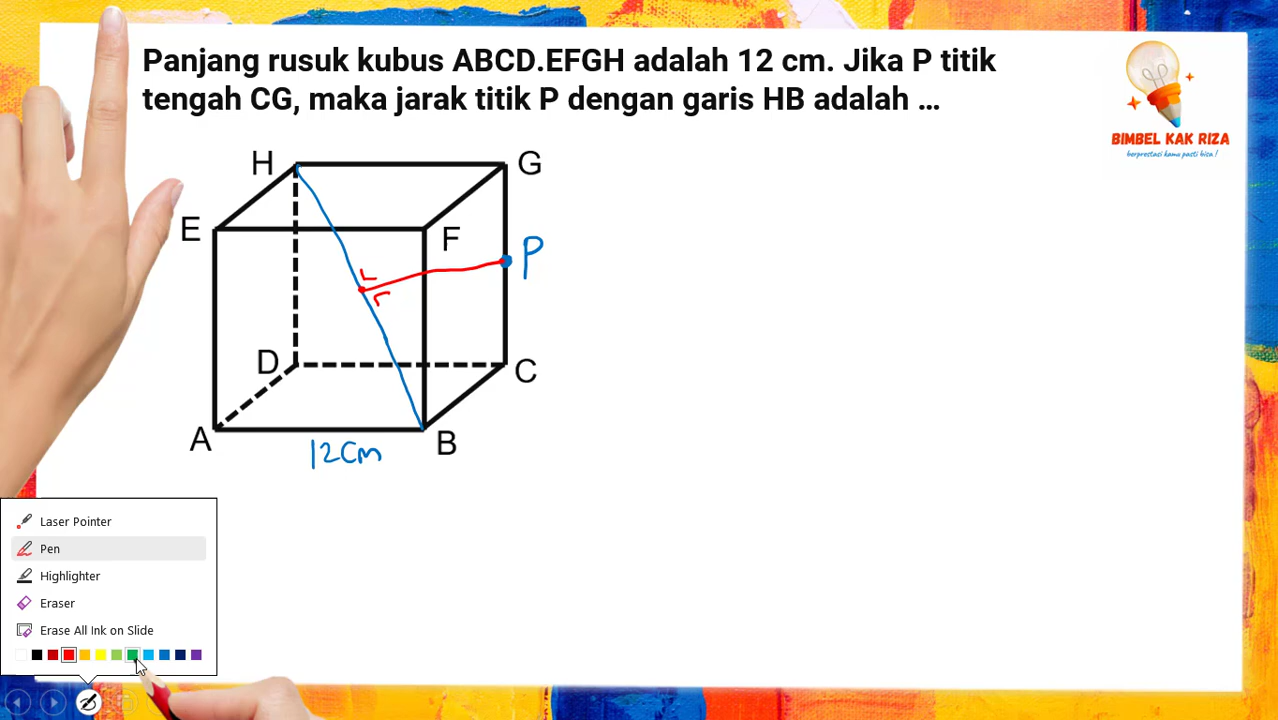 Panjang rusuk kubus ABCD.EFGH adalah 12 cm. Jika P titik
tengah CG, maka jarak titik P dengan garis HB adalah ...
BIMBEL KAK RIZA
berprestasi kamu pasti bisa!
H
G
E
F
P
D
C
A
B
12cm
Laser Pointer
Pen
Highlighter
Eraser
Erase All Ink on Slide